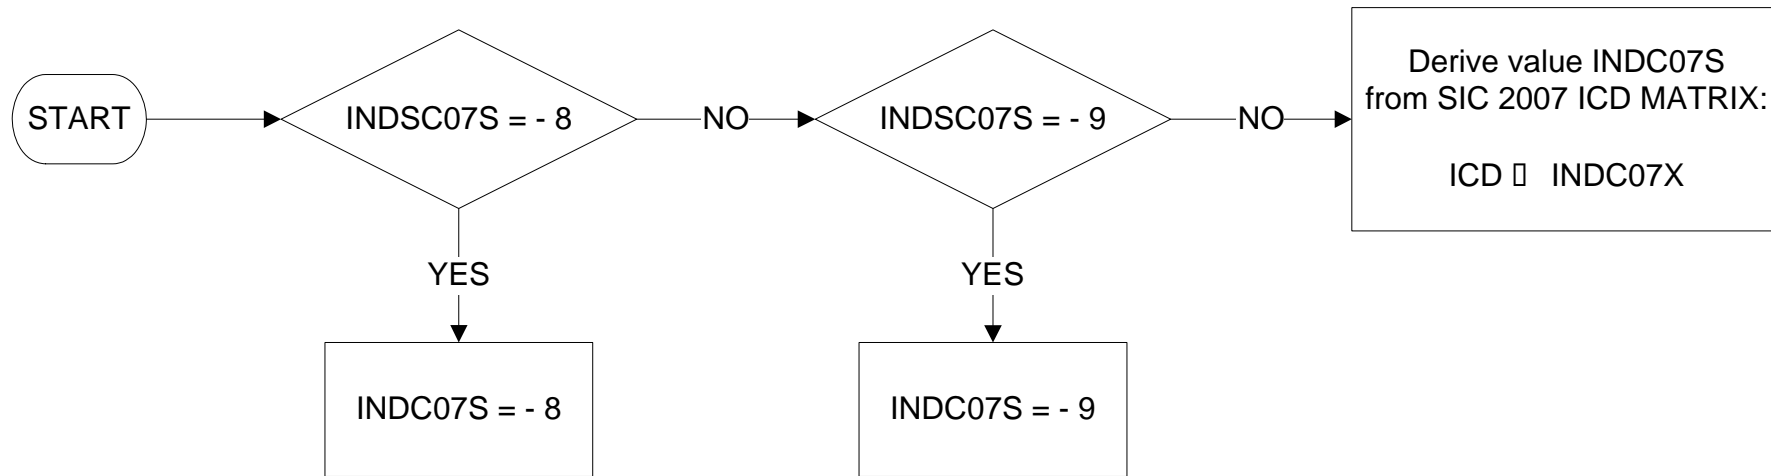 START
INDSC07S = - 8
NO
INDSC07S = - 9
NO
Derive value INDC07S
from SIC 2007 ICD MATRIX:
ICD ▯ INDC07X
YES
YES
INDC07S = - 8
INDC07S = - 9